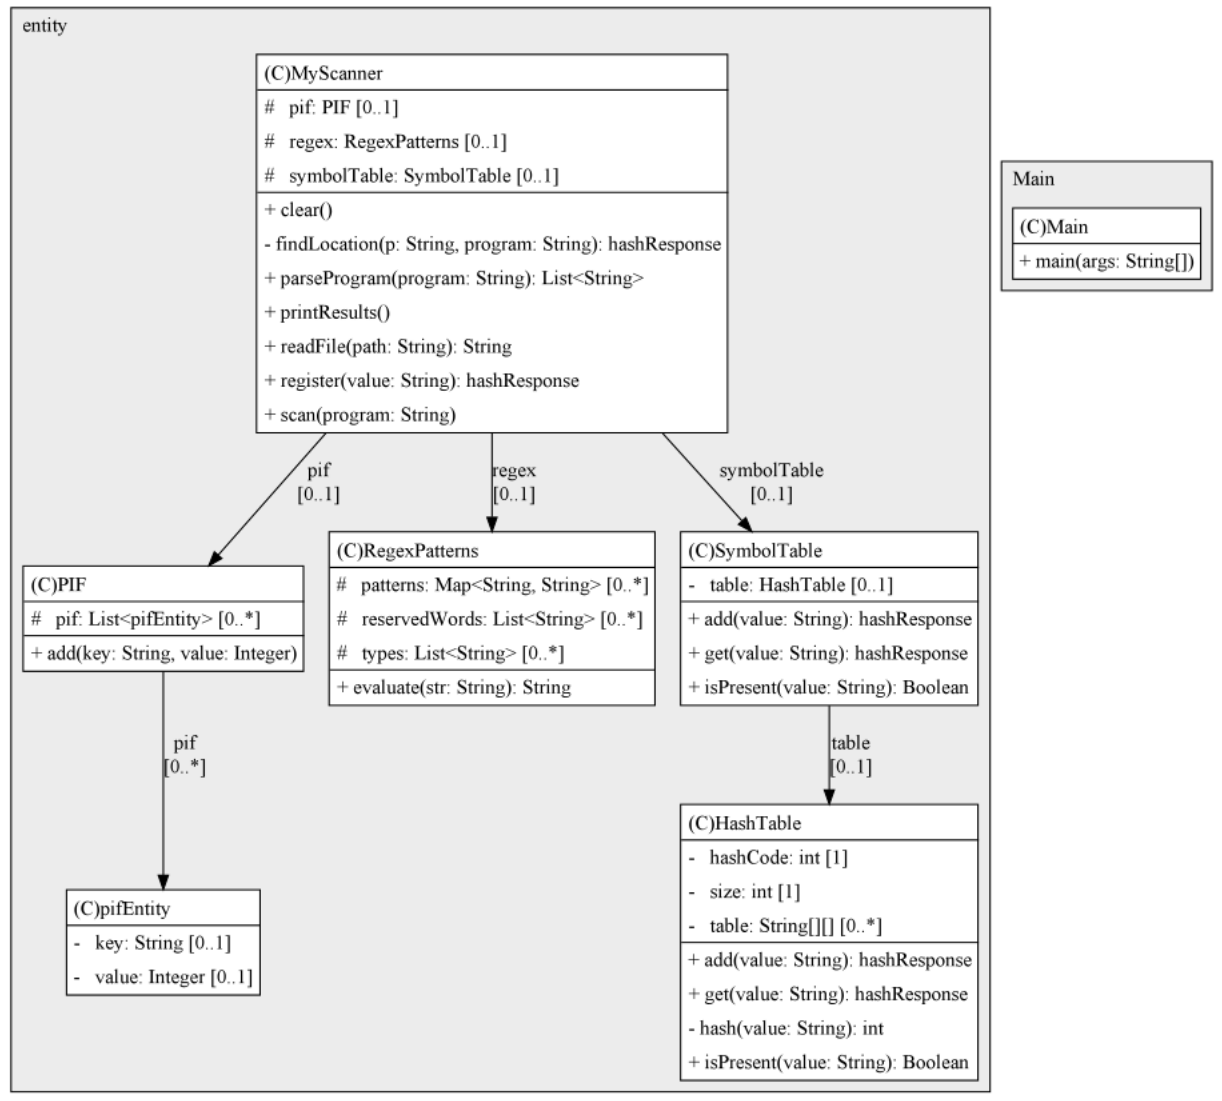 entity
(C)MyScanner
# pif: PIF [0..1]
# regex: RegexPatterns [0..1]
# symbolTable: SymbolTable [0..1]
+ clear()
- findLocation(p: String, program: String): hashResponse
+ parseProgram(program: String): List<String>
+ printResults()
+ readFile(path: String): String
+ register(value: String): hashResponse
+ scan(program: String)
Main
(C)Main
+ main(args: String[])
pif
[0..1]
regex
[0..1]
symbolTable
[0..1]
(C)PIF
# pif: List<pifEntity> [0..*]
+ add(key: String, value: Integer)
(C)RegexPatterns
# patterns: Map<String, String> [0..*]
# reservedWords: List<String> [0..*]
# types: List<String> [0..*]
+ evaluate(str: String): String
(C)SymbolTable
- table: HashTable [0..1]
+ add(value: String): hashResponse
+ get(value: String): hashResponse
+ isPresent(value: String): Boolean
pif
[0..*]
table
[0..1]
(C)pifEntity
- key: String [0..1]
- value: Integer [0..1]
(C)HashTable
- hashCode: int [1]
- size: int [1]
- table: String[][] [0..*]
+ add(value: String): hashResponse
+ get(value: String): hashResponse
- hash(value: String): int
+ isPresent(value: String): Boolean